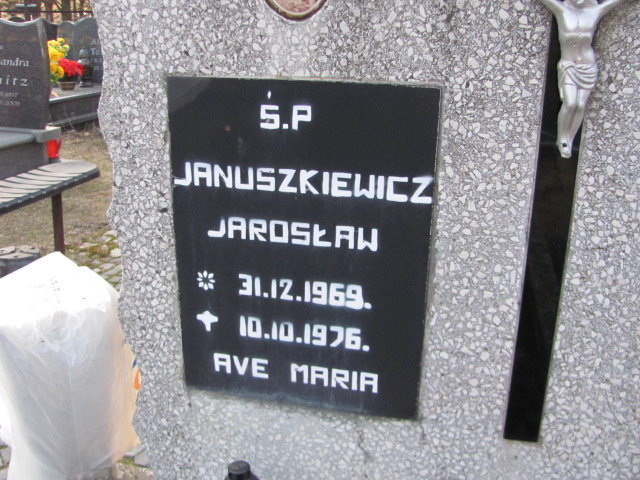 Ś.P
JANUSZKIEWICZ
JAROSŁAW
31.12.1969.
10.10.1976.
AVE MARIA